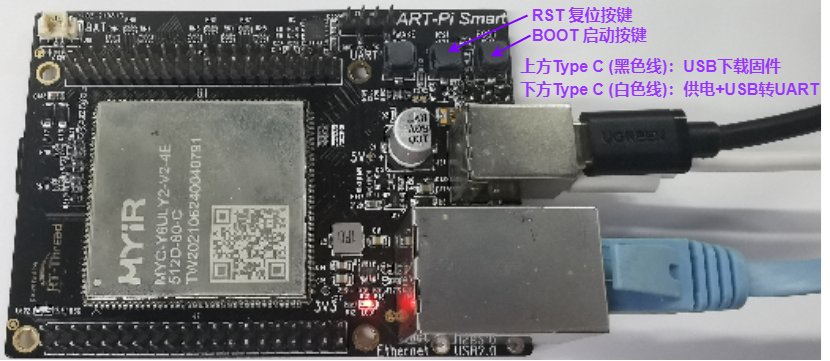 ART-Pi Smart
RST 复位按键
BOOT 启动按键
上方Type C (黑色线)：USB下载固件
下方Type C (白色线)：供电+USB转UART
BAT
UART
UGREEN
5V
MYiR
MYC-Y6ULY2-V2-4E
512D-80-C
TW202106240040791
RT-Thread
3V3
Ethernet
USB2.0